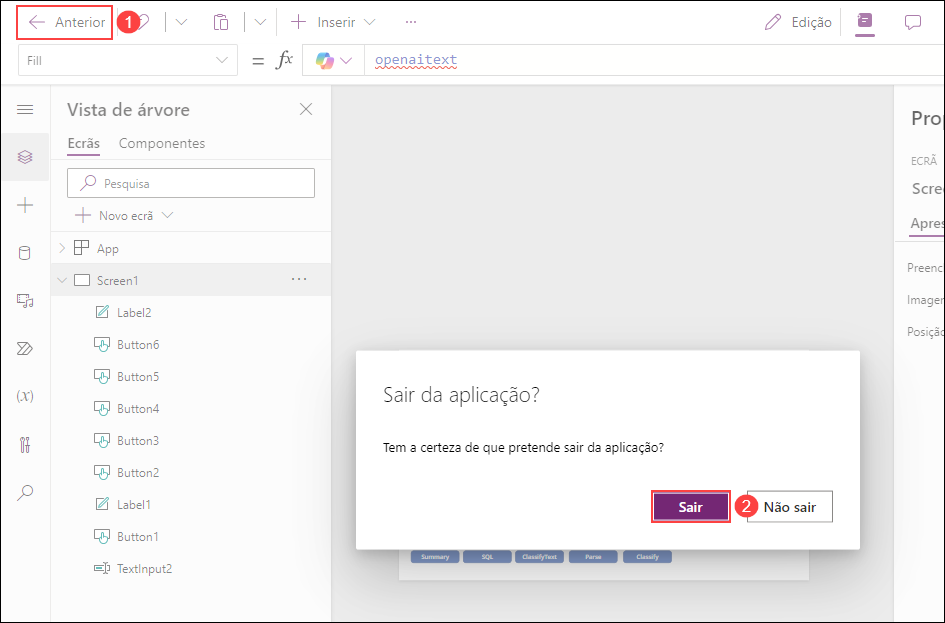 Anterior
1
Inserir
...
Edição
Fill
= fx
openaitext
Vista de árvore
Ecrãs
Componentes
Pesquisa
Novo ecrã
App
Screen1
...
Label2
Button6
Button5
Button4
Button3
Button2
Label1
Button1
TextInput2
(x)
Pro
ECRÃ
Scree
Apres
Preenc
Imagen
Posição
Sair da aplicação?
Tem a certeza de que pretende sair da aplicação?
Sair
2
Não sair
Summary
SQL
ClassifyText
Parse
Classify